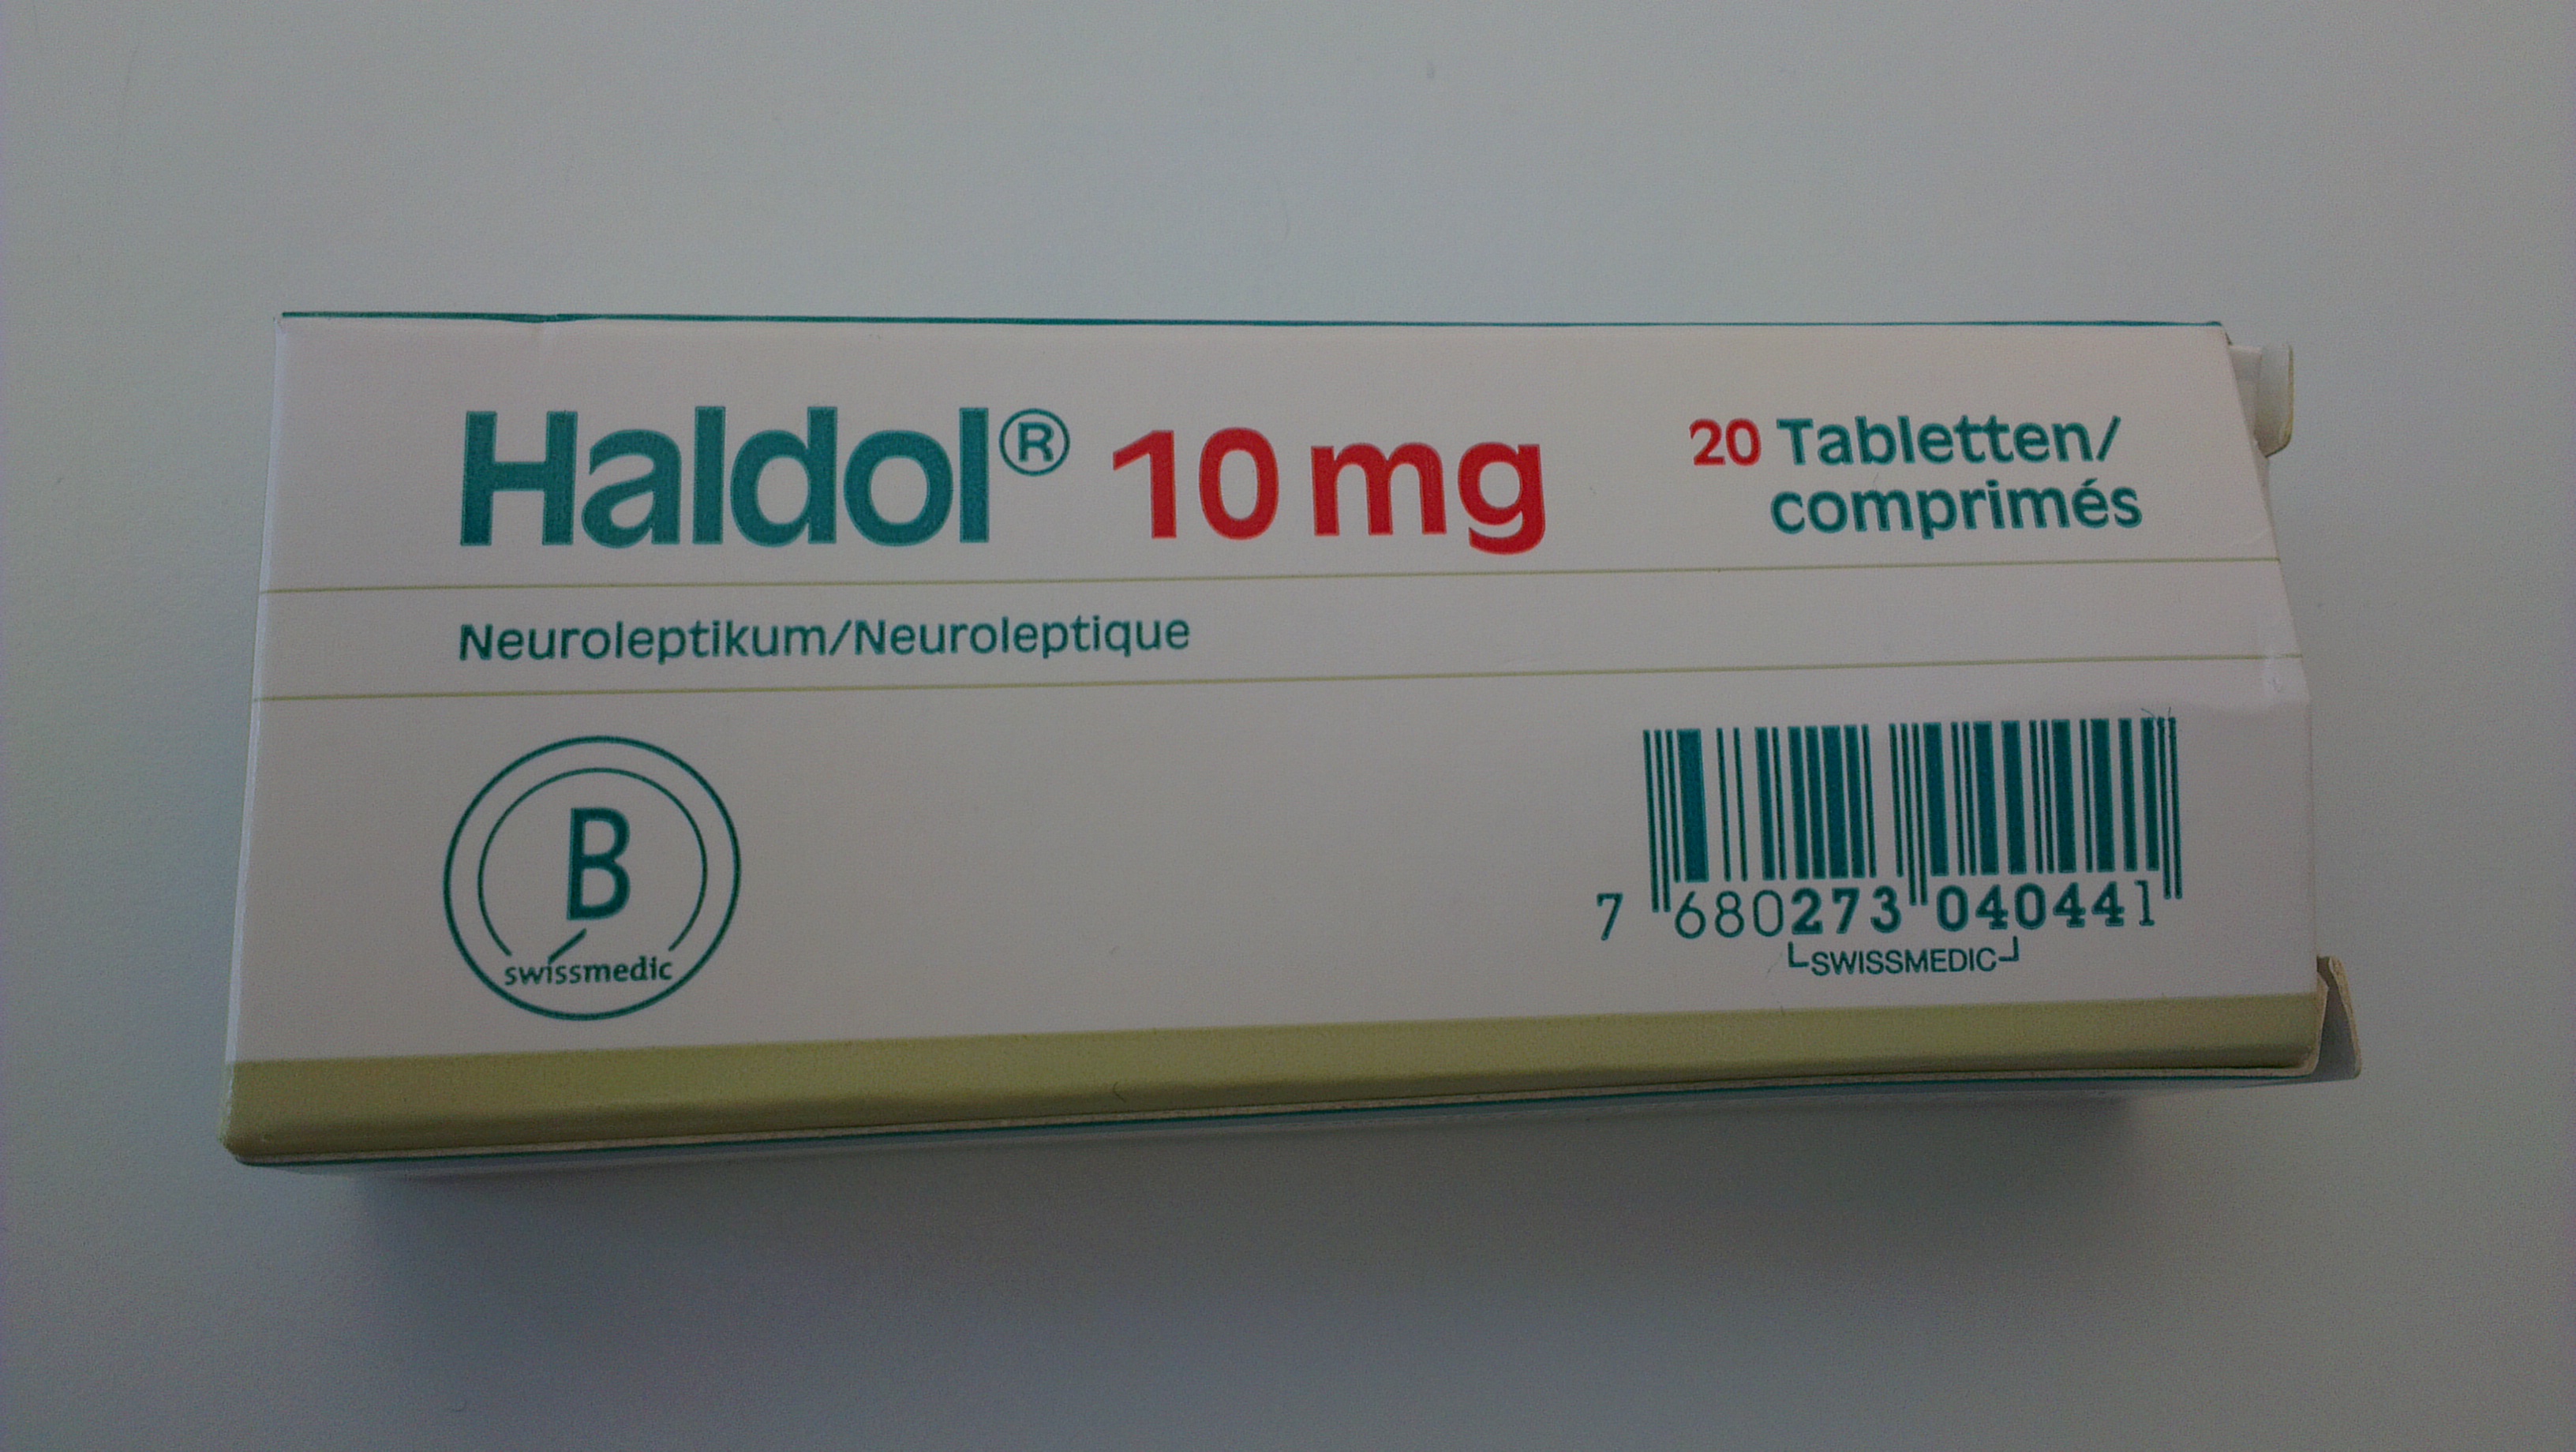 Haldol® 10 mg
20 Tabletten/
comprimés
Neuroleptikum/Neuroleptique
B
swissmedic
7 680273 040441
SWISSMEDIC